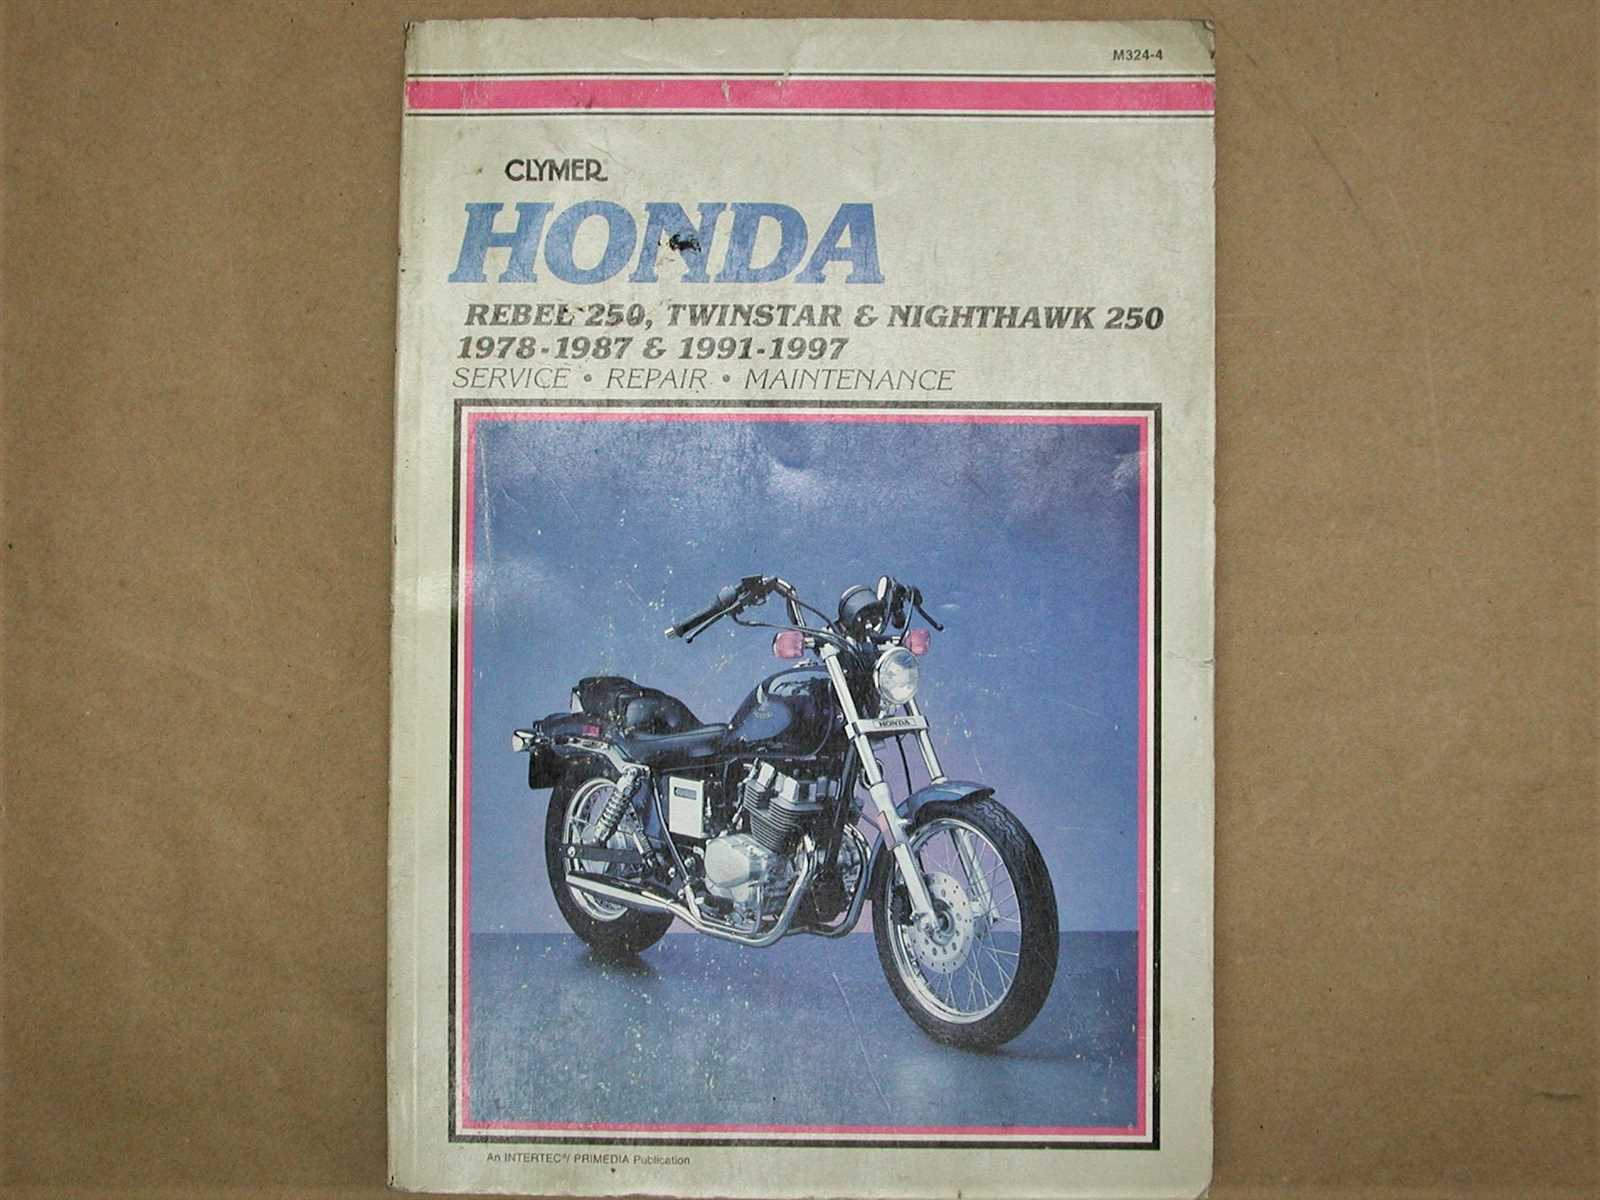 M324-4
CLYMER®
HONDA
REBEL 250, TWINSTAR & NIGHTHAWK 250
1978-1987 & 1991-1997
SERVICE • REPAIR • MAINTENANCE
HONDA
An INTERTEC®/ PRIMEDIA Publication